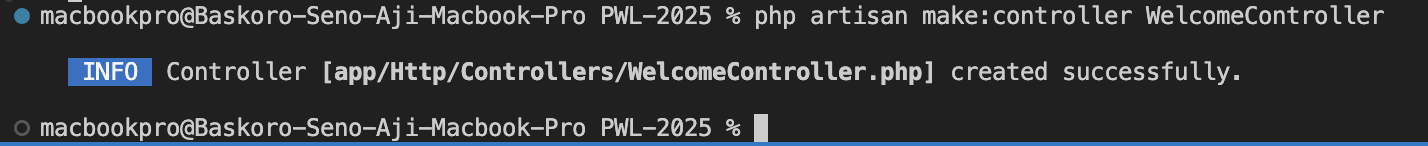 macbookpro@Baskoro-Seno-Aji-Macbook-Pro PWL-2025 % php artisan make:controller WelcomeController
INFO Controller [app/Http/Controllers/WelcomeController.php] created successfully.
macbookpro@Baskoro-Seno-Aji-Macbook-Pro PWL-2025 %